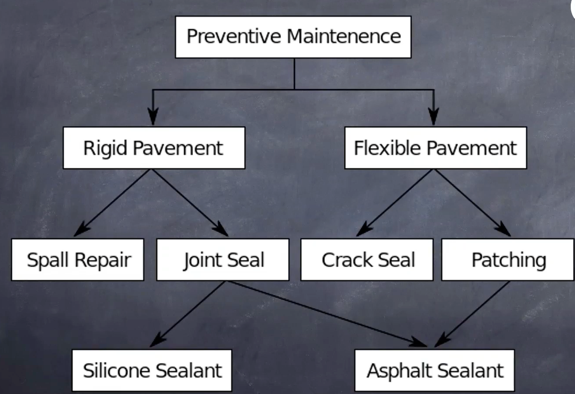 Preventive Maintenence
Rigid Pavement
Flexible Pavement
Spall Repair
Joint Seal
Crack Seal
Patching
Silicone Sealant
Asphalt Sealant